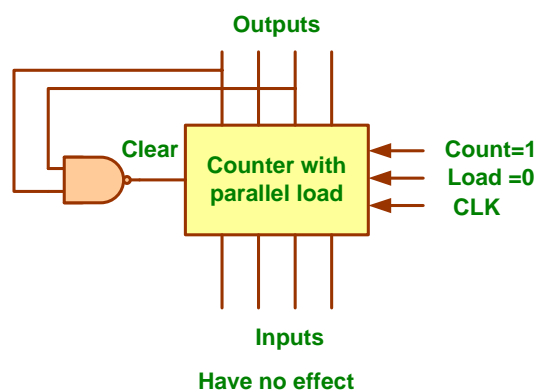 Outputs
Clear
Counter with
parallel load
Count=1
Load =0
CLK
Inputs
Have no effect